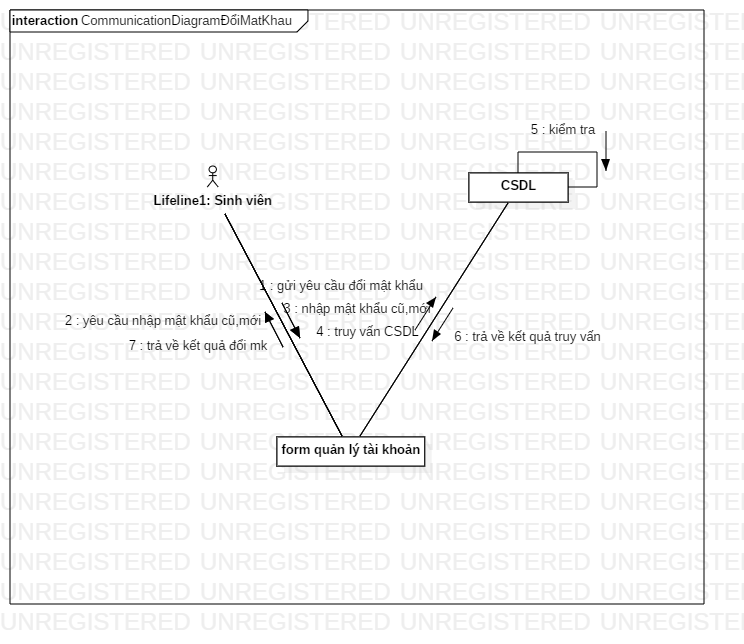 interaction CommunicationDiagramĐổiMatKhau
5 : kiểm tra
CSDL
Lifeline1: Sinh viên
1 : gửi yêu cầu đổi mật khẩu
3 : nhập mật khẩu cũ,mới
2 : yêu cầu nhập mật khẩu cũ,mới
4 : truy vấn CSDL
6 : trả về kết quả truy vấn
7 : trả về kết quả đổi mk
form quản lý tài khoản
UNREGISTERED